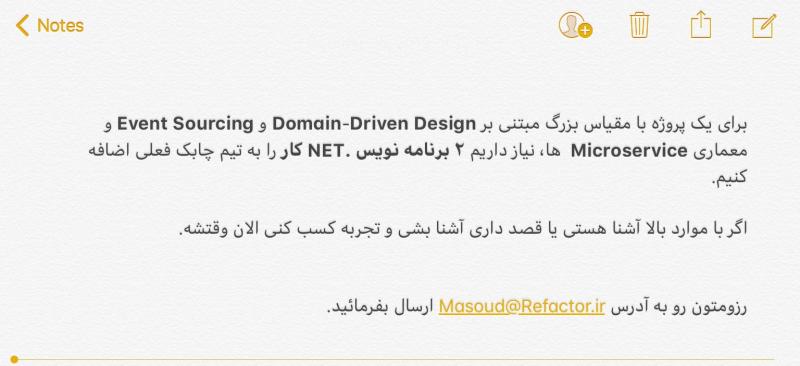 Notes
برای یک پروژه با مقیاس بزرگ مبتنی بر Domain-Driven Design و Event Sourcing و
معماری Microservice ها، نیاز داریم ۲ برنامه نویس .NET کار را به تیم چابک فعلی اضافه
کنیم.
اگر با موارد بالا آشنا هستی یا قصد داری آشنا بشی و تجربه کسب کنی الان وقتشه.
رزومتون رو به آدرس Masoud@Refactor.ir ارسال بفرمائید.